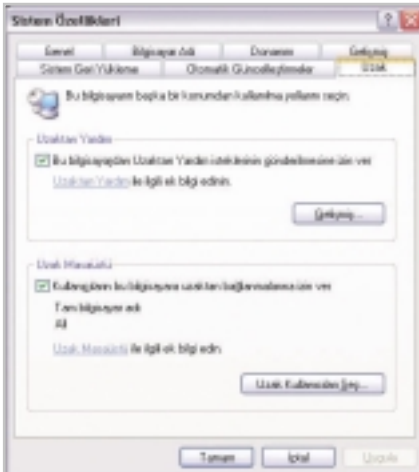 Sistem Özellikleri
Genel Bilgisayar Adı Donanım Gelişmiş
Sistem Geri Yükleme Otomatik Güncelleştirmeler Uzak
Bu bilgisayarın başka bir konumdan kullanılma yollarını seçin.
Uzaktan Yardım
Bu bilgisayardan Uzaktan Yardım isteklerinin gönderilmesine izin ver
Uzaktan Yardım ile ilgili ek bilgi edinin.
Gelişmiş...
Uzak Masaüstü
Kullanıcıların bu bilgisayara uzaktan bağlanmalarına izin ver
Tam bilgisayar adı:
Uzak Masaüstü ile ilgili ek bilgi edin.
Uzak Kullanıcıları Seç...
Tamam İptal Uygula